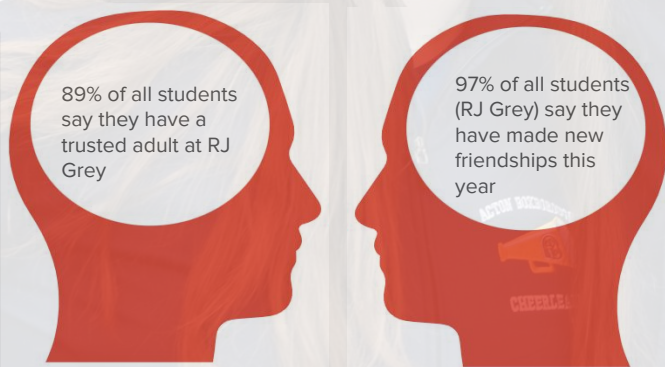 89% of all students
say they have a
trusted adult at RJ
Grey
97% of all students
(RJ Grey) say they
have made new
friendships this
year
ACTON BOXBOROUGH